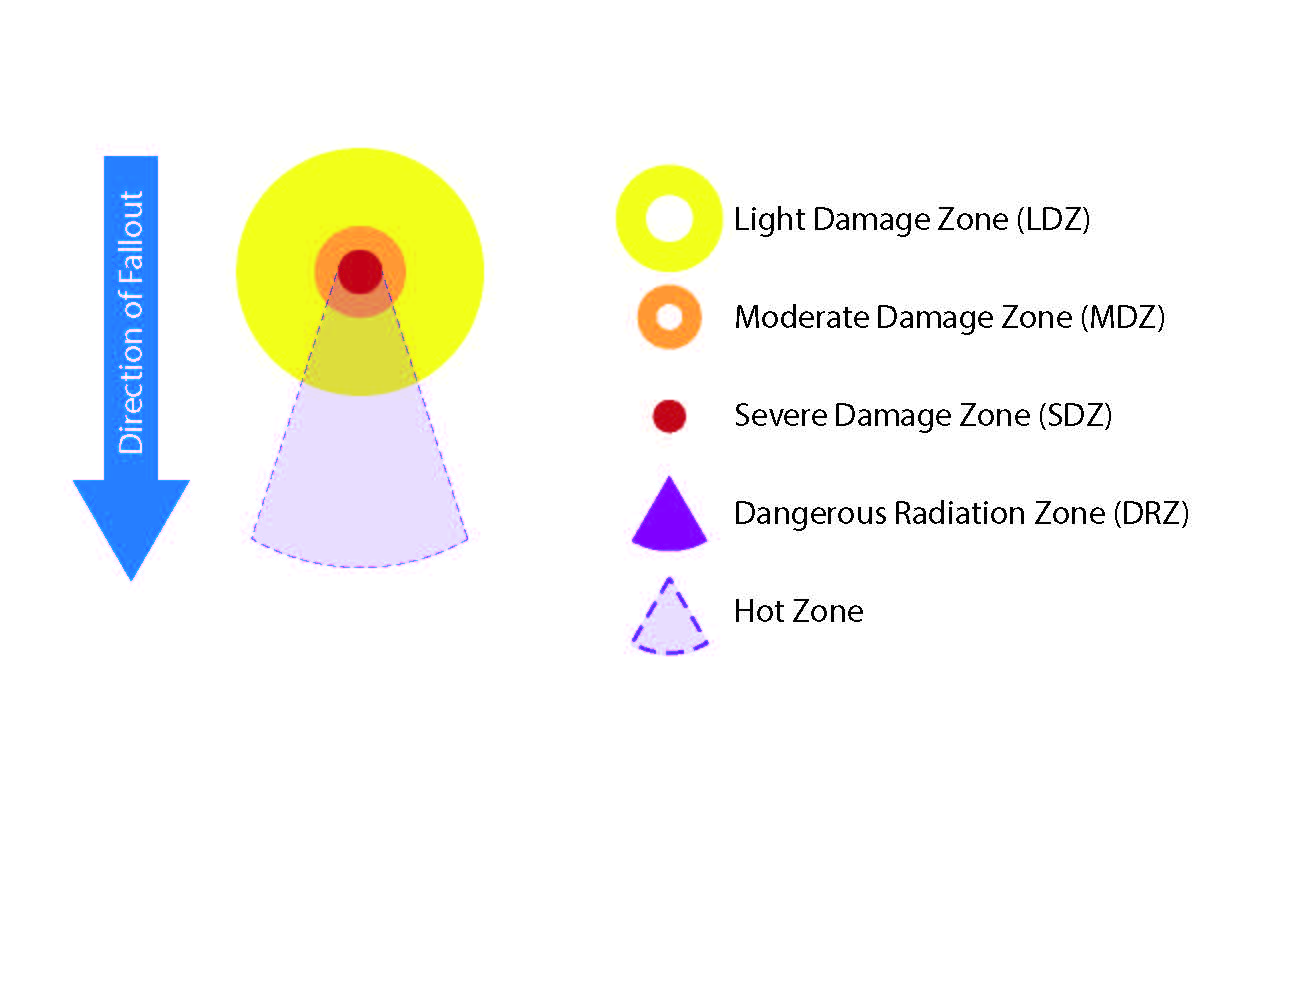 Direction of Fallout
Light Damage Zone (LDZ)
Moderate Damage Zone (MDZ)
Severe Damage Zone (SDZ)
Dangerous Radiation Zone (DRZ)
Hot Zone